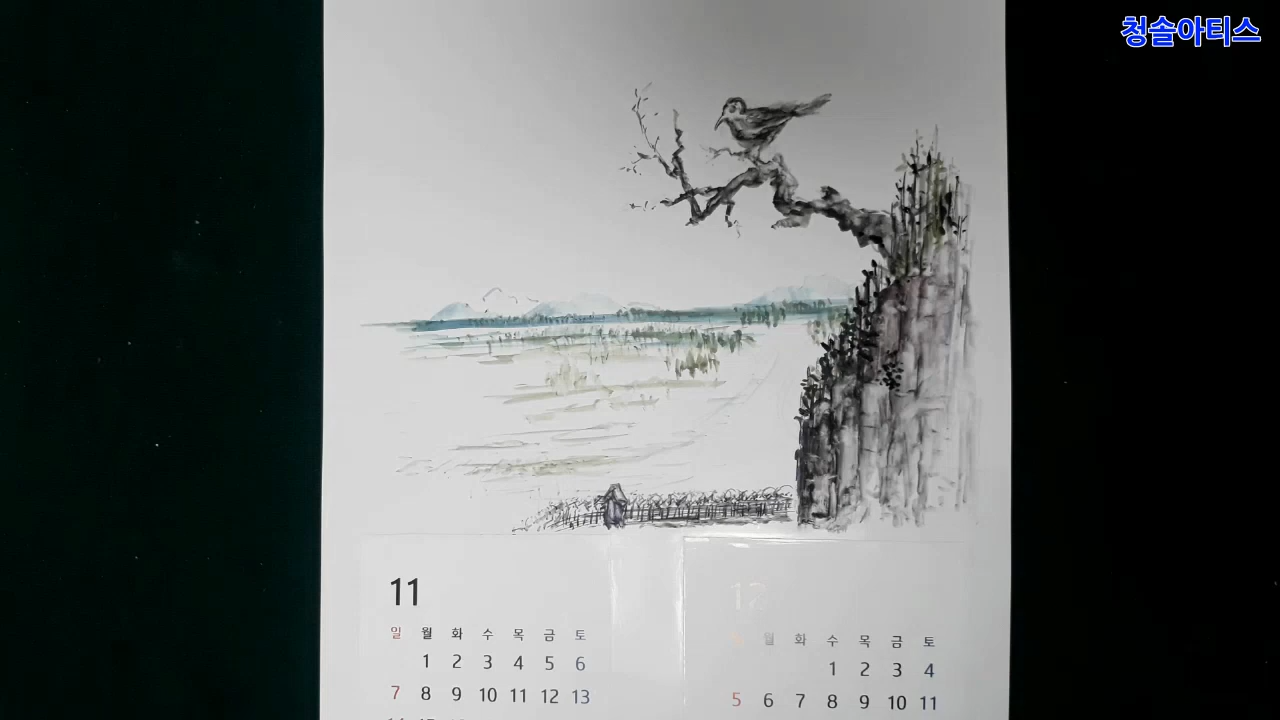 청솔아티스
11
일 월 화 수 목 금 토
1 2 3 4 5 6
7 8 9 10 11 12 13
12
월 화 수 목 금 토
1 2 3 4
5 6 7 8 9 10 11